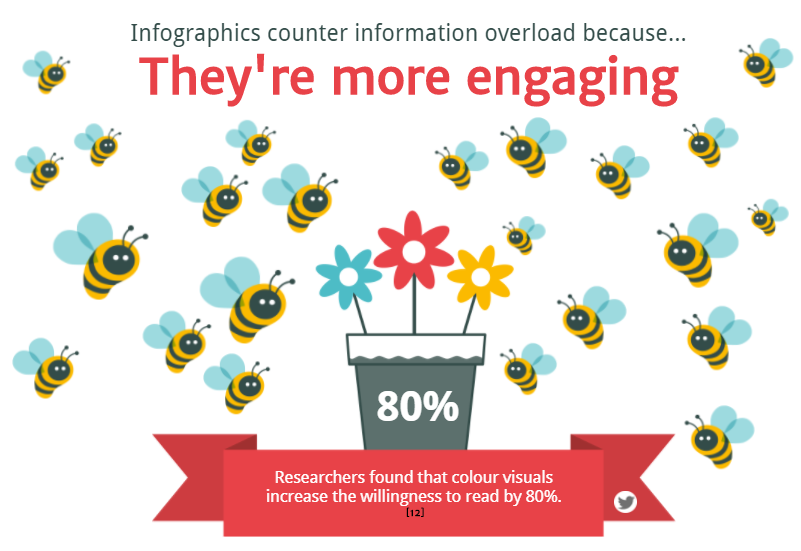 Infographics counter information overload because...
They're more engaging
80%
Researchers found that colour visuals
increase the willingness to read by 80%.
[12]